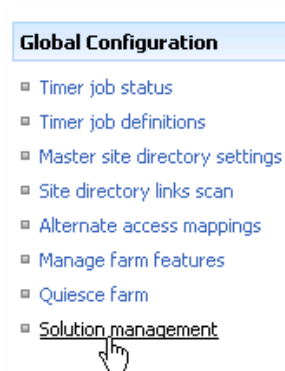 Global Configuration
Timer job status
Timer job definitions
Master site directory settings
Site directory links scan
Alternate access mappings
Manage farm features
Quiesce farm
Solution management